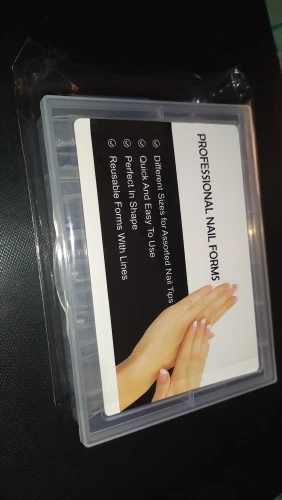 PROFESSIONAL NAIL FORMS
Different Sizes for Assorted Nail Tips
Quick And Easy To Use
Perfect In Shape
Reusable Forms With Lines